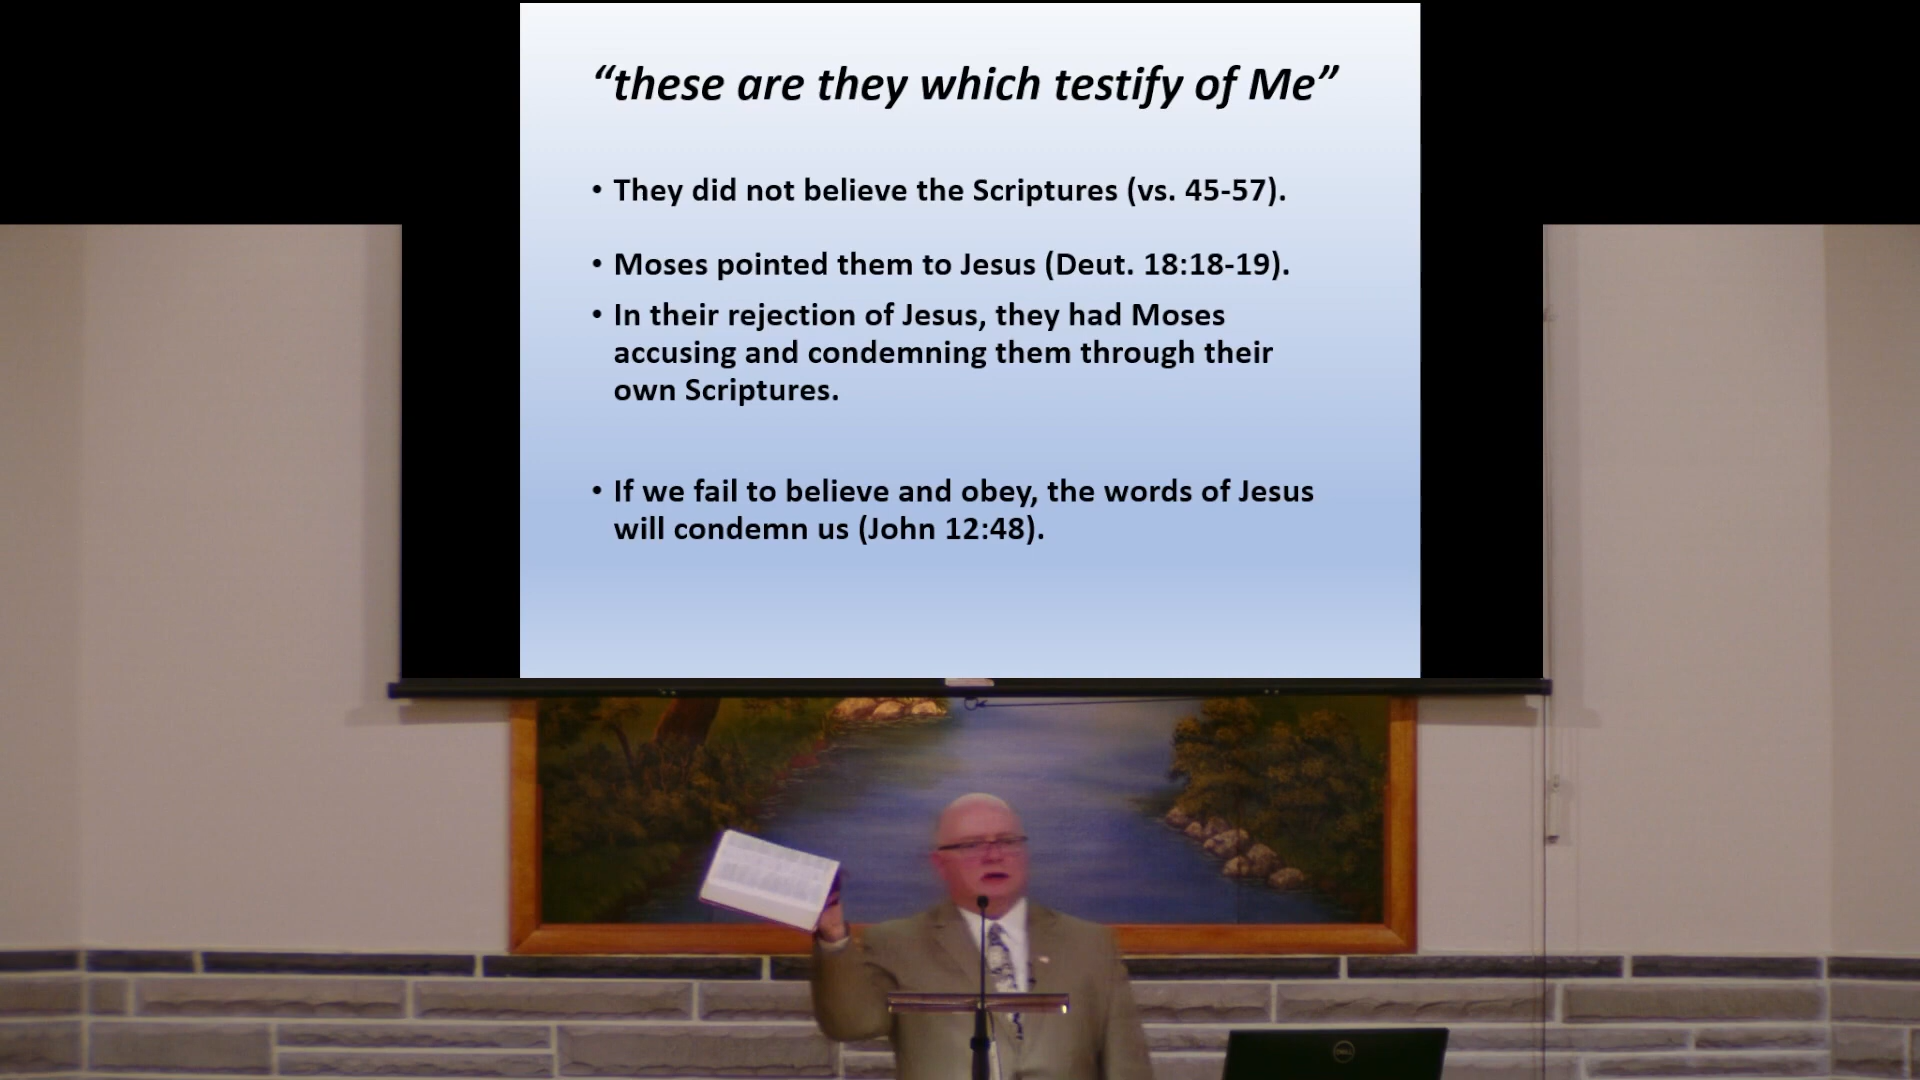 “these are they which testify of Me”
• They did not believe the Scriptures (vs. 45-57).
• Moses pointed them to Jesus (Deut. 18:18-19).
• In their rejection of Jesus, they had Moses
accusing and condemning them through their
own Scriptures.
• If we fail to believe and obey, the words of Jesus
will condemn us (John 12:48).
DELL